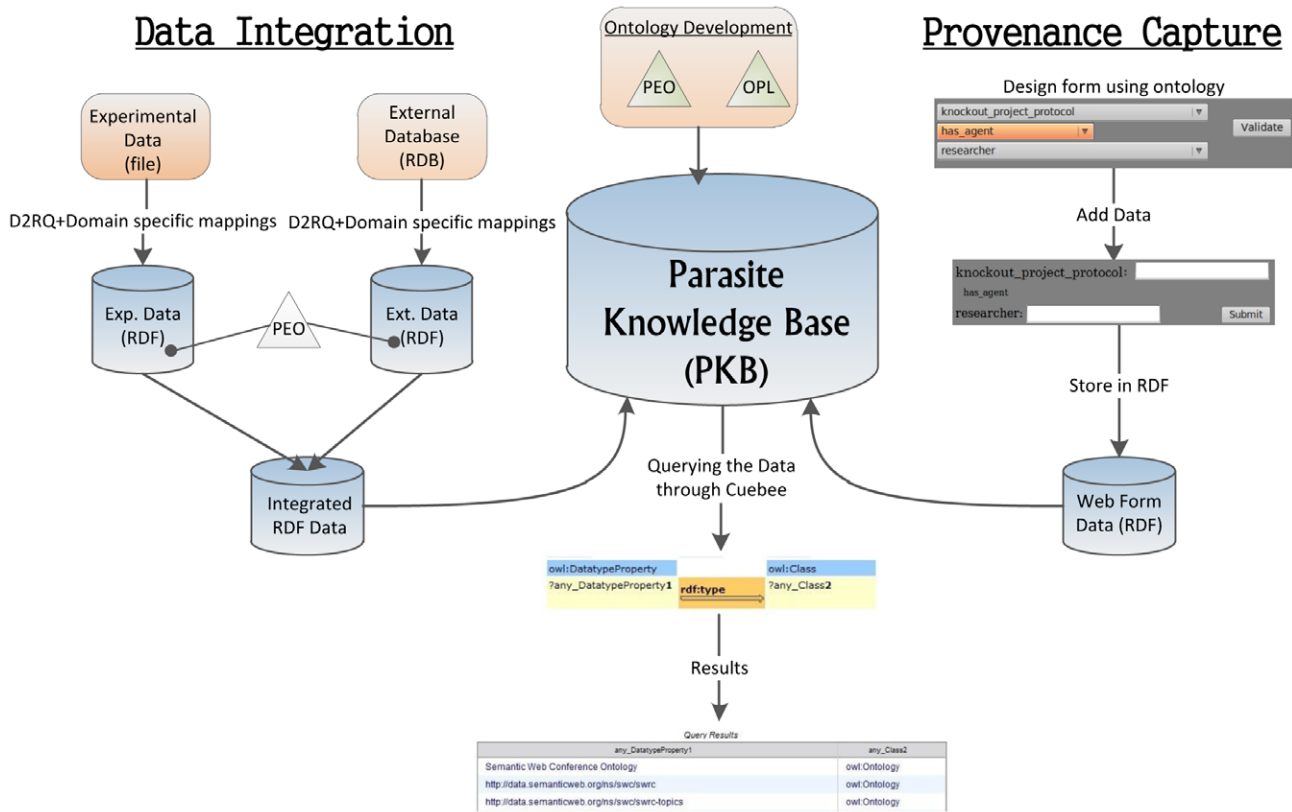 Data Integration
Ontology Development
PEO
OPL
Provenance Capture
Design form using ontology
knockout_project_protocol
has_agent
researcher
Validate
Experimental
Data
(file)
External
Database
(RDB)
D2RQ+Domain specific mappings
D2RQ+Domain specific mappings
Add Data
Exp. Data
(RDF)
PEO
Ext. Data
(RDF)
Parasite
Knowledge Base
(PKB)
knockout_project_protocol:
has_agent
researcher:
Submit
Store in RDF
Integrated
RDF Data
Querying the Data
through Cuebee
Web Form
Data (RDF)
owl:DatatypeProperty
owl:Class
?any_DatatypeProperty1
rdf:type
?any_Class2
Results
Query Results
any_DatatypeProperty1
any_Class2
Semantic Web Conference Ontology
owl:Ontology
http://data.semanticweb.org/ns/swc/swrc
owl:Ontology
http://data.semanticweb.org/ns/swc/swrc-topics
owl:Ontology